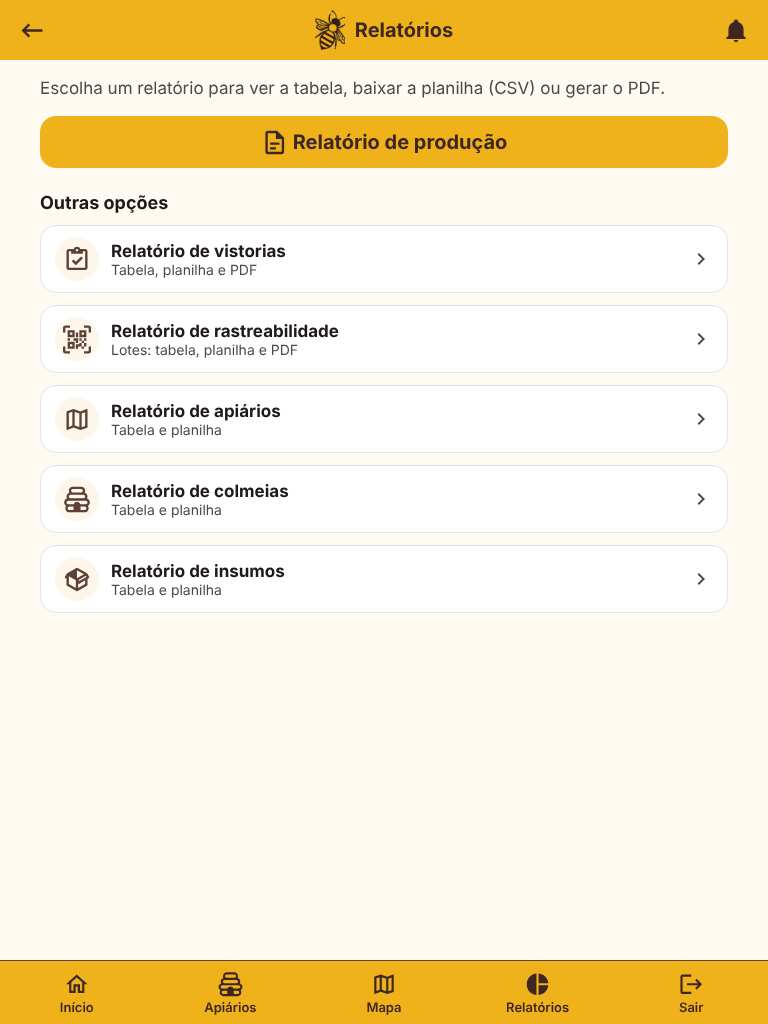 Relatórios
Escolha um relatório para ver a tabela, baixar a planilha (CSV) ou gerar o PDF.
Relatório de produção
Outras opções
Relatório de vistorias
Tabela, planilha e PDF
Relatório de rastreabilidade
Lotes: tabela, planilha e PDF
Relatório de apiários
Tabela e planilha
Relatório de colmeias
Tabela e planilha
Relatório de insumos
Tabela e planilha
Início
Apiários
Mapa
Relatórios
Sair